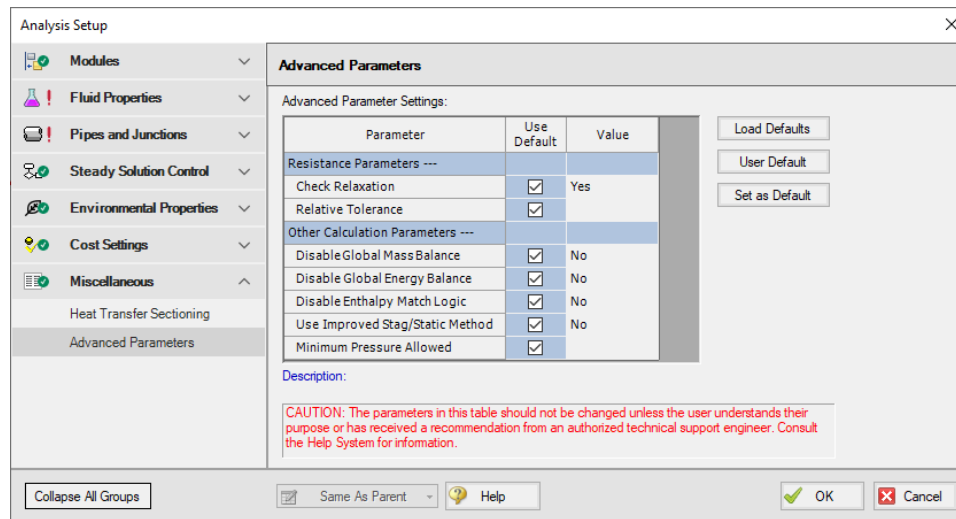 Analysis Setup
Modules
Fluid Properties
Pipes and Junctions
Steady Solution Control
Environmental Properties
Cost Settings
Miscellaneous
Heat Transfer Sectioning
Advanced Parameters
Advanced Parameters
Advanced Parameter Settings:
Parameter Use Default Value
Resistance Parameters ---
Check Relaxation Yes
Relative Tolerance
Other Calculation Parameters ---
Disable Global Mass Balance No
Disable Global Energy Balance No
Disable Enthalpy Match Logic No
Use Improved Stag/Static Method No
Minimum Pressure Allowed
Load Defaults
User Default
Set as Default
Description:
CAUTION: The parameters in this table should not be changed unless the user understands their
purpose or has received a recommendation from an authorized technical support engineer. Consult
the Help System for information.
Collapse All Groups
Same As Parent
Help
OK
Cancel